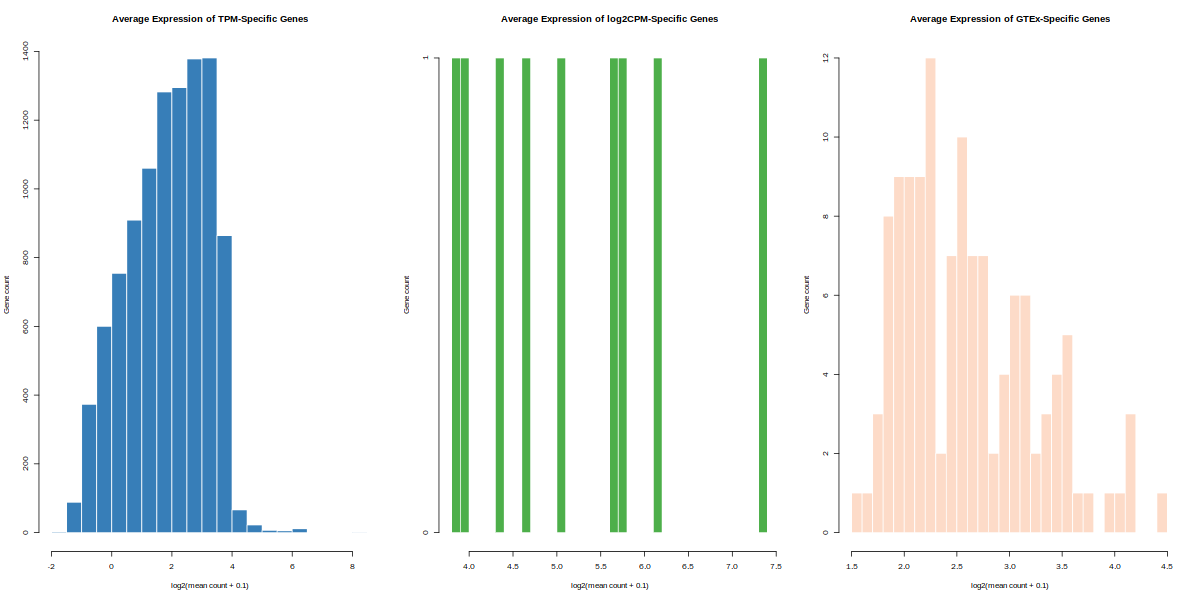 Average Expression of TPM-Specific Genes
Gene count
1400
1200
1000
800
600
400
200
0
-2 0 2 4 6 8
log2(mean count + 0.1)
Average Expression of log2CPM-Specific Genes
Gene count
1
0
4.0 4.5 5.0 5.5 6.0 6.5 7.0 7.5
log2(mean count + 0.1)
Average Expression of GTEx-Specific Genes
Gene count
12
10
8
6
4
2
0
1.5 2.0 2.5 3.0 3.5 4.0 4.5
log2(mean count + 0.1)